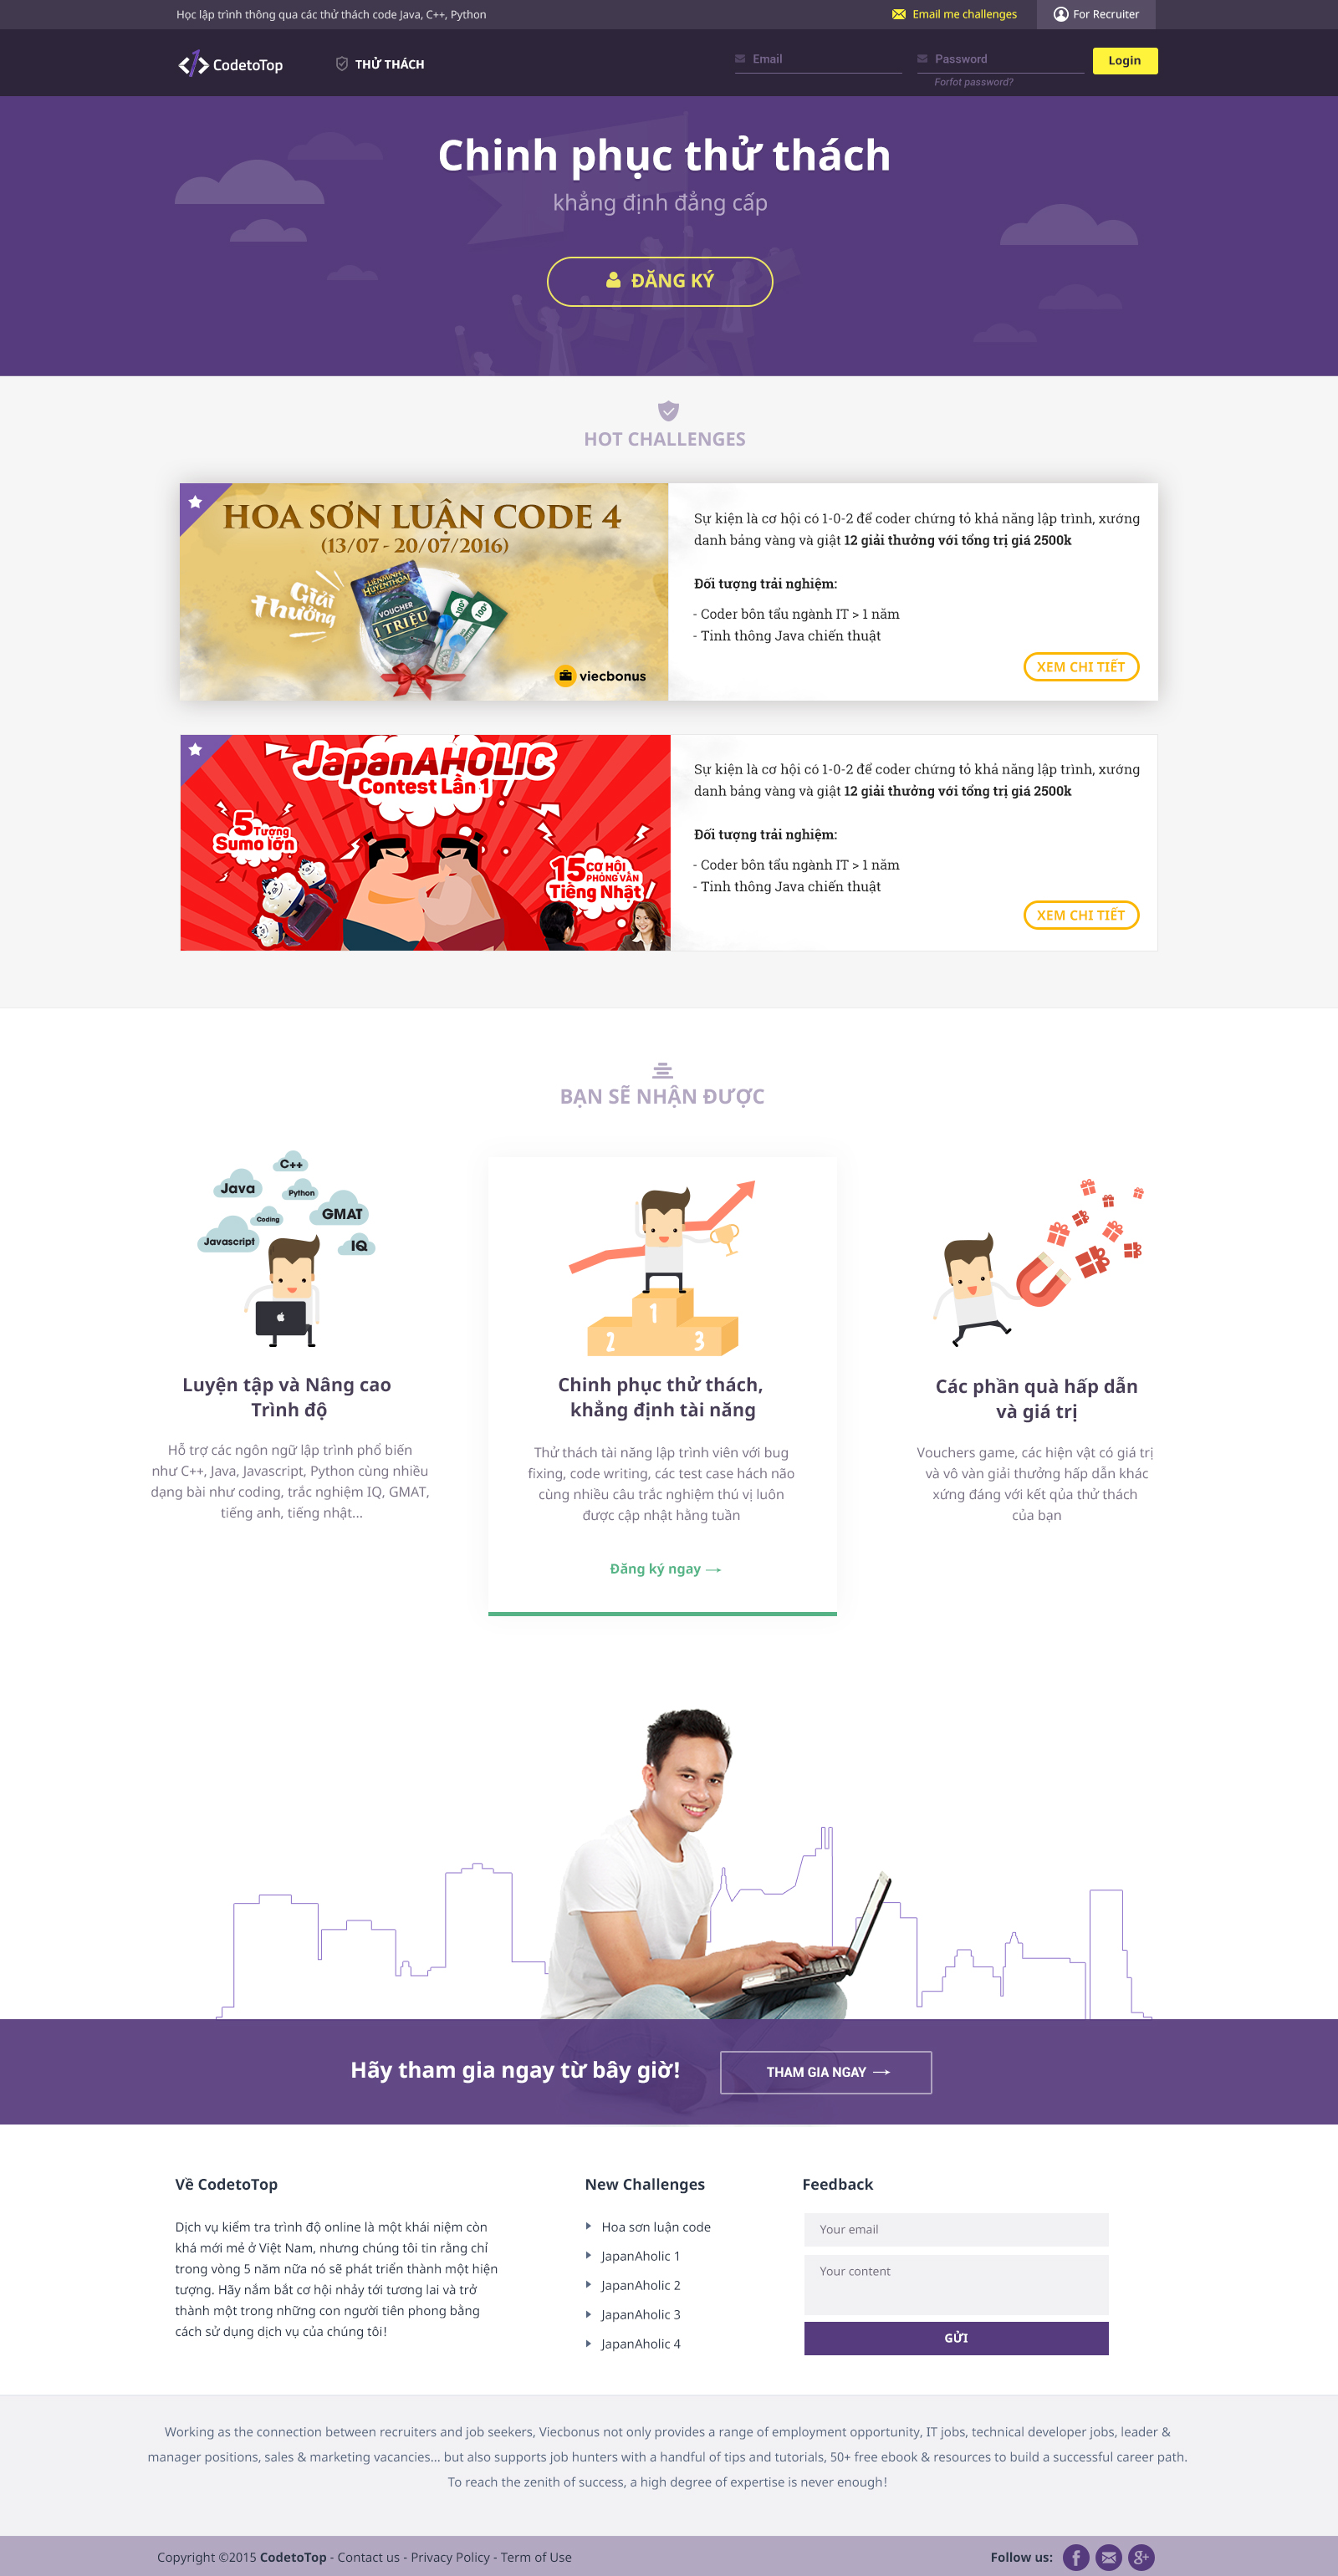 Học lập trình thông qua các thử thách code Java, C++, Python
Email me challenges
For Recruiter
CodetoTop
THỬ THÁCH
Email
Password
Login
Forfot password?
Chinh phục thử thách
khẳng định đẳng cấp
ĐĂNG KÝ
HOT CHALLENGES
HOA SƠN LUẬN CODE 4
(13/07 - 20/07/2016)
Giải
thưởng
LIÊN MINH
HUYỀN THOẠI
VOUCHER
1 TRIỆU
100K
100K
viecbonus
Sự kiện là cơ hội có 1-0-2 để coder chứng tỏ khả năng lập trình, xướng
danh bảng vàng và giật 12 giải thưởng với tổng trị giá 2500k
Đối tượng trải nghiệm:
- Coder bôn tẩu ngành IT > 1 năm
- Tinh thông Java chiến thuật
XEM CHI TIẾT
JapanAHOLIC
Contest Lần 1
5 Tượng
Sumo lớn
15 CƠ HỘI
PHỎNG VẤN
Tiếng Nhật
Sự kiện là cơ hội có 1-0-2 để coder chứng tỏ khả năng lập trình, xướng
danh bảng vàng và giật 12 giải thưởng với tổng trị giá 2500k
Đối tượng trải nghiệm:
- Coder bôn tẩu ngành IT > 1 năm
- Tinh thông Java chiến thuật
XEM CHI TIẾT
BẠN SẼ NHẬN ĐƯỢC
C++
Java
Python
GMAT
Coding
Javascript
IQ
Luyện tập và Nâng cao
Trình độ
Hỗ trợ các ngôn ngữ lập trình phổ biến
như C++, Java, Javascript, Python cùng nhiều
dạng bài như coding, trắc nghiệm IQ, GMAT,
tiếng anh, tiếng nhật...
1
2
3
Chinh phục thử thách,
khẳng định tài năng
Thử thách tài năng lập trình viên với bug
fixing, code writing, các test case hách não
cùng nhiều câu trắc nghiệm thú vị luôn
được cập nhật hằng tuần
Đăng ký ngay
Các phần quà hấp dẫn
và giá trị
Vouchers game, các hiện vật có giá trị
và vô vàn giải thưởng hấp dẫn khác
xứng đáng với kết qủa thử thách
của bạn
Hãy tham gia ngay từ bây giờ!
THAM GIA NGAY
Về CodetoTop
Dịch vụ kiểm tra trình độ online là một khái niệm còn
khá mới mẻ ở Việt Nam, nhưng chúng tôi tin rằng chỉ
trong vòng 5 năm nữa nó sẽ phát triển thành một hiện
tượng. Hãy nắm bắt cơ hội nhảy tới tương lai và trở
thành một trong những con người tiên phong bằng
cách sử dụng dịch vụ của chúng tôi!
New Challenges
Hoa sơn luận code
JapanAholic 1
JapanAholic 2
JapanAholic 3
JapanAholic 4
Feedback
Your email
Your content
GỬI
Working as the connection between recruiters and job seekers, Viecbonus not only provides a range of employment opportunity, IT jobs, technical developer jobs, leader &
manager positions, sales & marketing vacancies... but also supports job hunters with a handful of tips and tutorials, 50+ free ebook & resources to build a successful career path.
To reach the zenith of success, a high degree of expertise is never enough!
Copyright ©2015 CodetoTop - Contact us - Privacy Policy - Term of Use
Follow us: